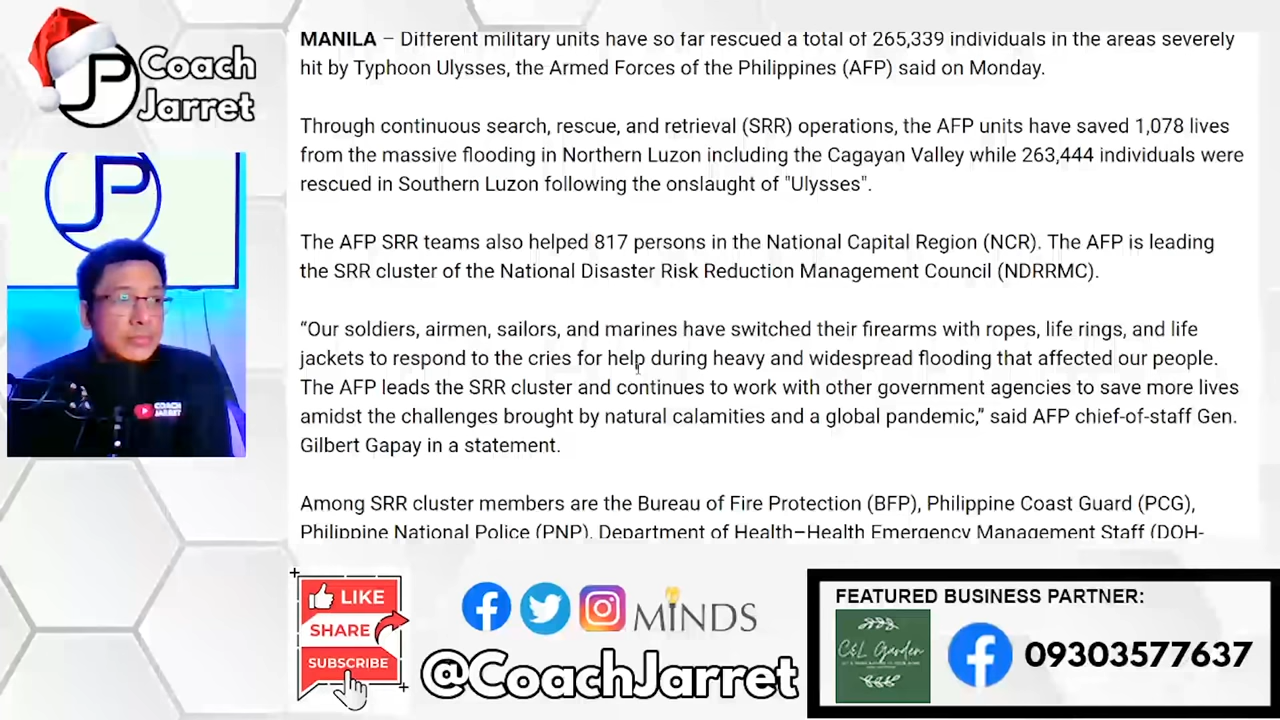 Coach
Jarret
MANILA – Different military units have so far rescued a total of 265,339 individuals in the areas severely
hit by Typhoon Ulysses, the Armed Forces of the Philippines (AFP) said on Monday.
Through continuous search, rescue, and retrieval (SRR) operations, the AFP units have saved 1,078 lives
from the massive flooding in Northern Luzon including the Cagayan Valley while 263,444 individuals were
rescued in Southern Luzon following the onslaught of "Ulysses".
The AFP SRR teams also helped 817 persons in the National Capital Region (NCR). The AFP is leading
the SRR cluster of the National Disaster Risk Reduction Management Council (NDRRMC).
“Our soldiers, airmen, sailors, and marines have switched their firearms with ropes, life rings, and life
jackets to respond to the cries for help during heavy and widespread flooding that affected our people.
The AFP leads the SRR cluster and continues to work with other government agencies to save more lives
amidst the challenges brought by natural calamities and a global pandemic,” said AFP chief-of-staff Gen.
Gilbert Gapay in a statement.
Among SRR cluster members are the Bureau of Fire Protection (BFP), Philippine Coast Guard (PCG),
Philippine National Police (PNP), Department of Health–Health Emergency Management Staff (DOH-
COACH
JARRET
LIKE
SHARE
SUBSCRIBE
MINDS
@CoachJarret
FEATURED BUSINESS PARTNER:
C&L Garden
09303577637